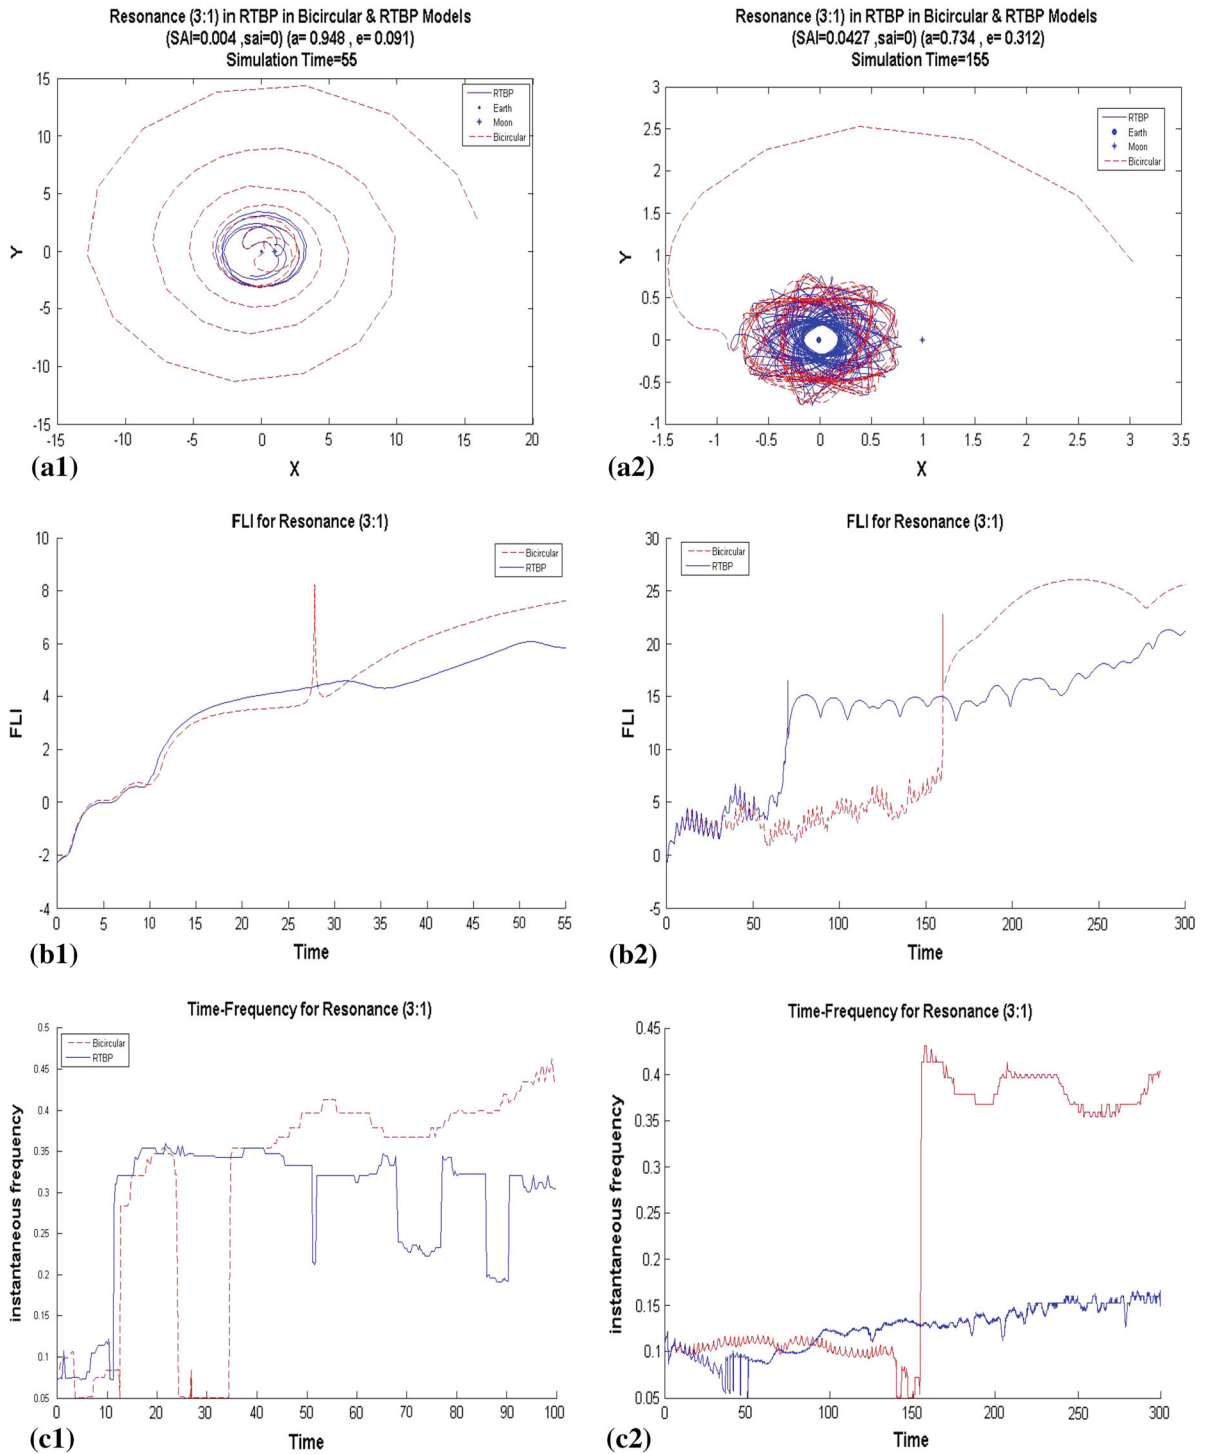 Resonance (3:1) in RTBP in Bicircular & RTBP Models
(SAI=0.004 ,sai=0) (a= 0.948 , e= 0.091)
Simulation Time=55
15
10
5
0
-5
-10
-15
Y
-15
-10
-5
0
5
10
15
20
X
RTBP
Earth
Moon
Bicircular
(a1)
Resonance (3:1) in RTBP in Bicircular & RTBP Models
(SAI=0.0427 ,sai=0) (a=0.734 , e= 0.312)
Simulation Time=155
3
2.5
2
1.5
1
0.5
0
-0.5
-1
Y
-1.5
-1
-0.5
0
0.5
1
1.5
2
2.5
3
3.5
X
RTBP
Earth
Moon
Bicircular
(a2)
FLI for Resonance (3:1)
10
8
6
4
2
0
-2
-4
FLI
0
5
10
15
20
25
30
35
40
45
50
55
Time
Bicircular
RTBP
(b1)
FLI for Resonance (3:1)
30
25
20
15
10
5
0
-5
FLI
0
50
100
150
200
250
300
Time
Bicircular
RTBP
(b2)
Time-Frequency for Resonance (3:1)
0.5
0.45
0.4
0.35
0.3
0.25
0.2
0.15
0.1
0.05
instantaneous frequency
0
10
20
30
40
50
60
70
80
90
100
Time
Bicircular
RTBP
(c1)
Time-Frequency for Resonance (3:1)
0.45
0.4
0.35
0.3
0.25
0.2
0.15
0.1
0.05
instantaneous frequency
0
50
100
150
200
250
300
Time
(c2)